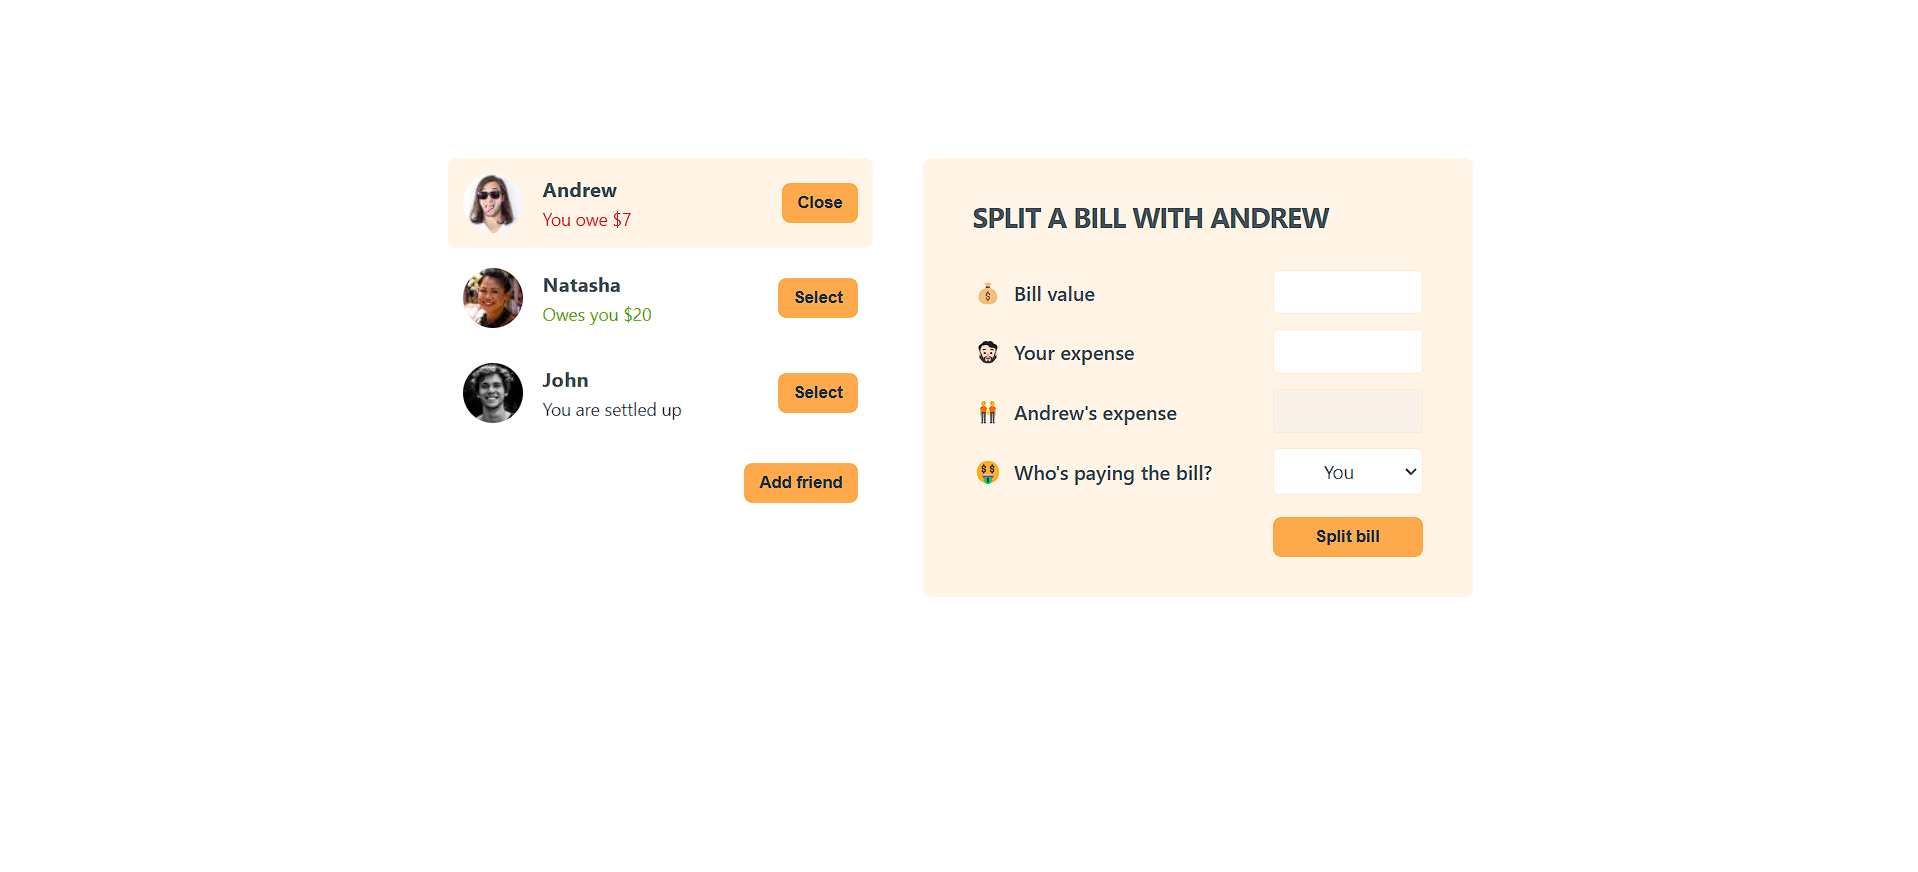 Andrew
You owe $7
Close
Natasha
Owes you $20
Select
John
You are settled up
Select
Add friend
SPLIT A BILL WITH ANDREW
Bill value
Your expense
Andrew's expense
Who's paying the bill?
You
Split bill